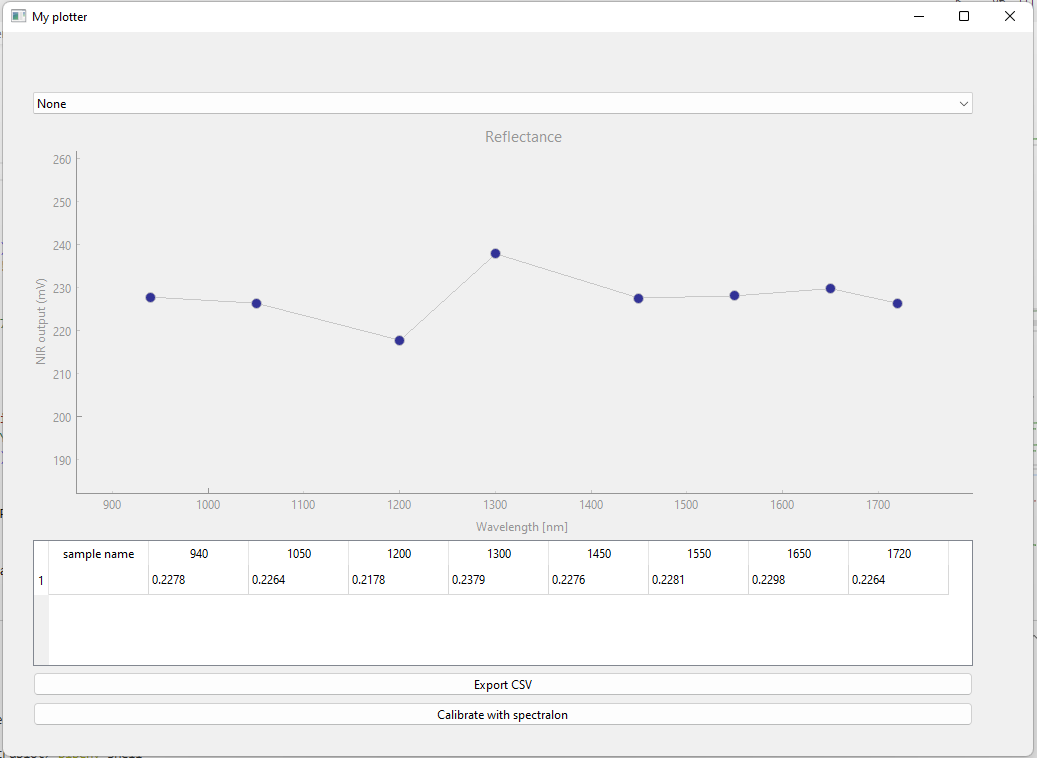 My plotter
None
Reflectance
260
250
240
230
220
210
200
190
NIR output (mV)
900 1000 1100 1200 1300 1400 1500 1600 1700
Wavelength [nm]
sample name 940 1050 1200 1300 1450 1550 1650 1720
1 0.2278 0.2264 0.2178 0.2379 0.2276 0.2281 0.2298 0.2264
Export CSV
Calibrate with spectralon